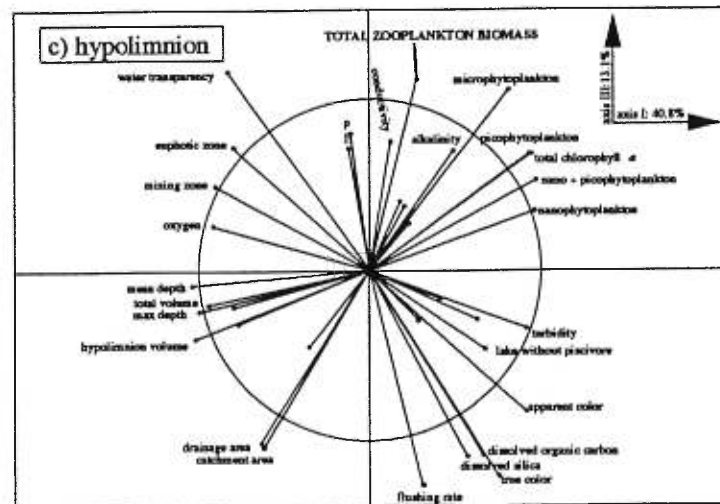 c) hypolimnion
TOTAL ZOOPLANKTON BIOMASS
axis III: 13.1%
axis I: 40.8%
water transparency
conductivity
microphytoplankton
P
alkalinity
picophytoplankton
euphotic zone
total chlorophyll a
mixing zone
nano + picophytoplankton
nanophytoplankton
oxygen
mean depth
total volume
max depth
hypolimnion volume
turbidity
lake without piscivore
apparent color
drainage area
catchment area
dissolved organic carbon
dissolved silica
true color
flushing rate